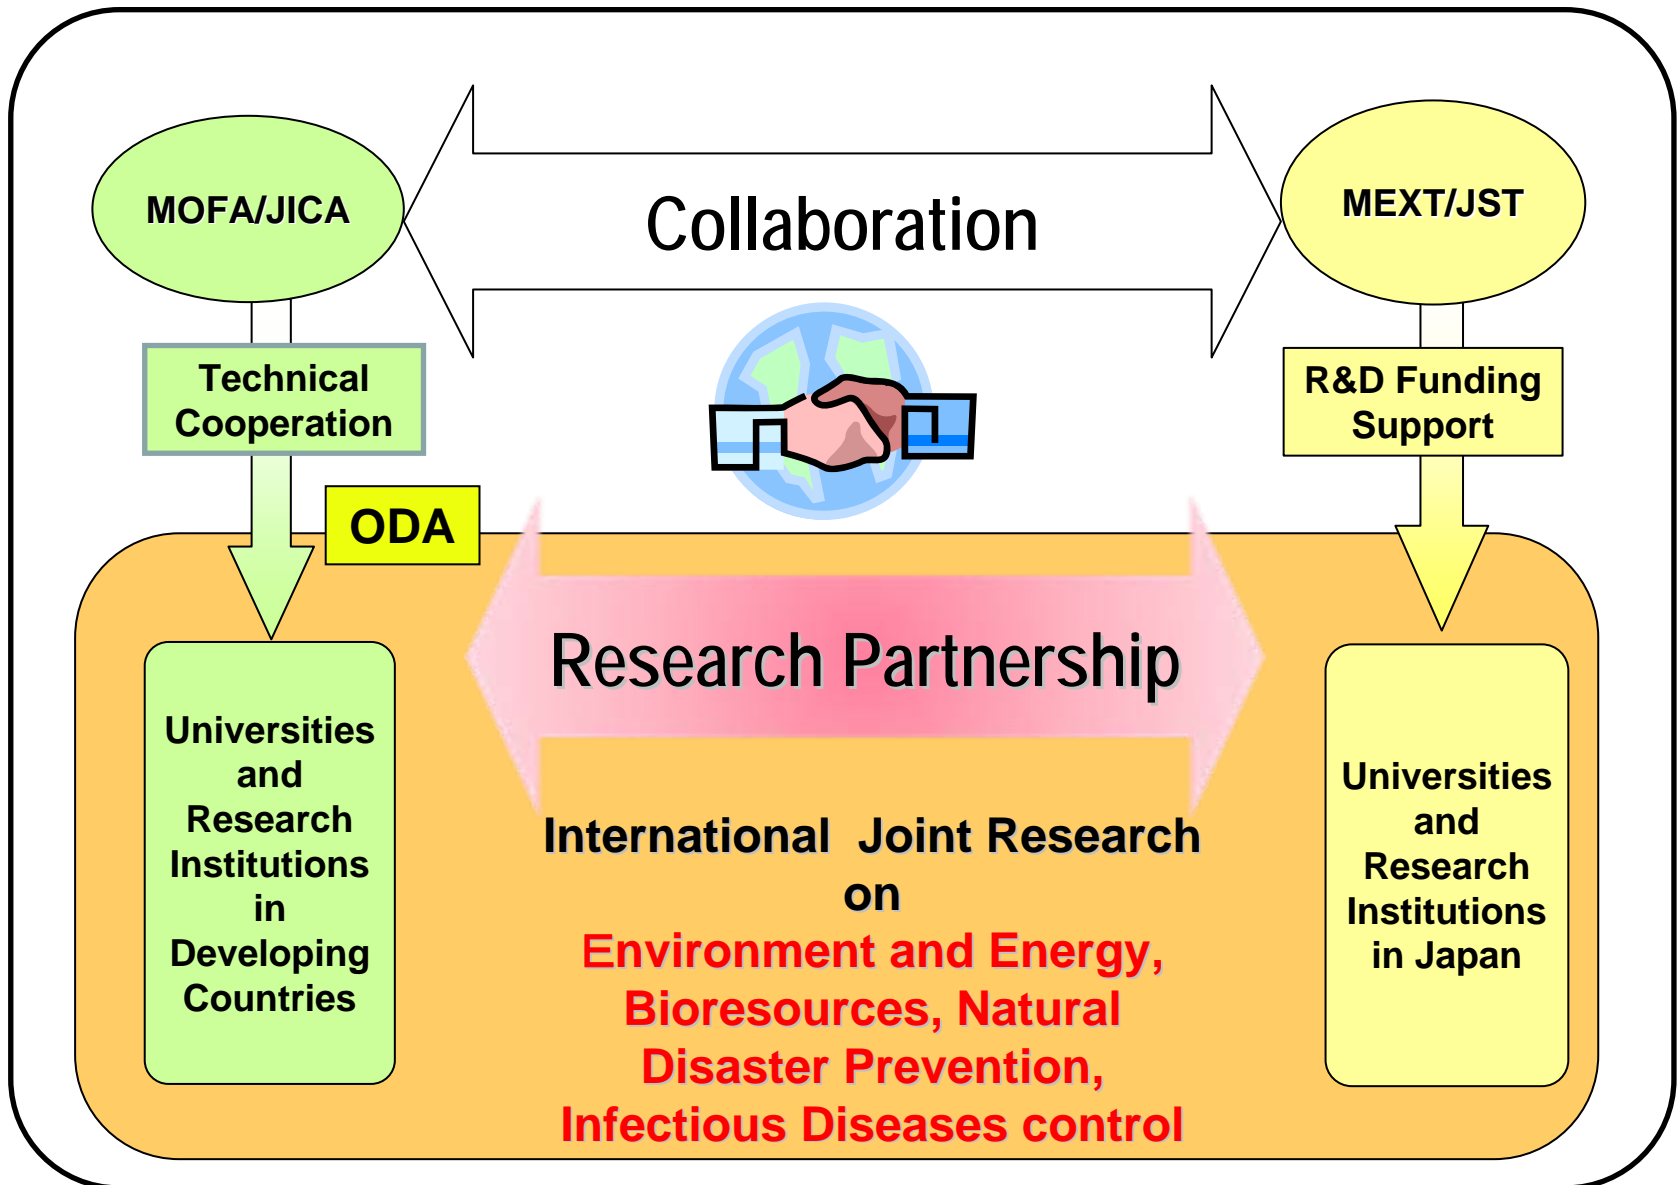 MOFA/JICA
Collaboration
MEXT/JST
Technical
Cooperation
R&D Funding
Support
ODA
Research Partnership
Universities
and
Research
Institutions
in
Developing
Countries
International Joint Research
on
Environment and Energy,
Bioresources, Natural
Disaster Prevention,
Infectious Diseases control
Universities
and
Research
Institutions
in Japan